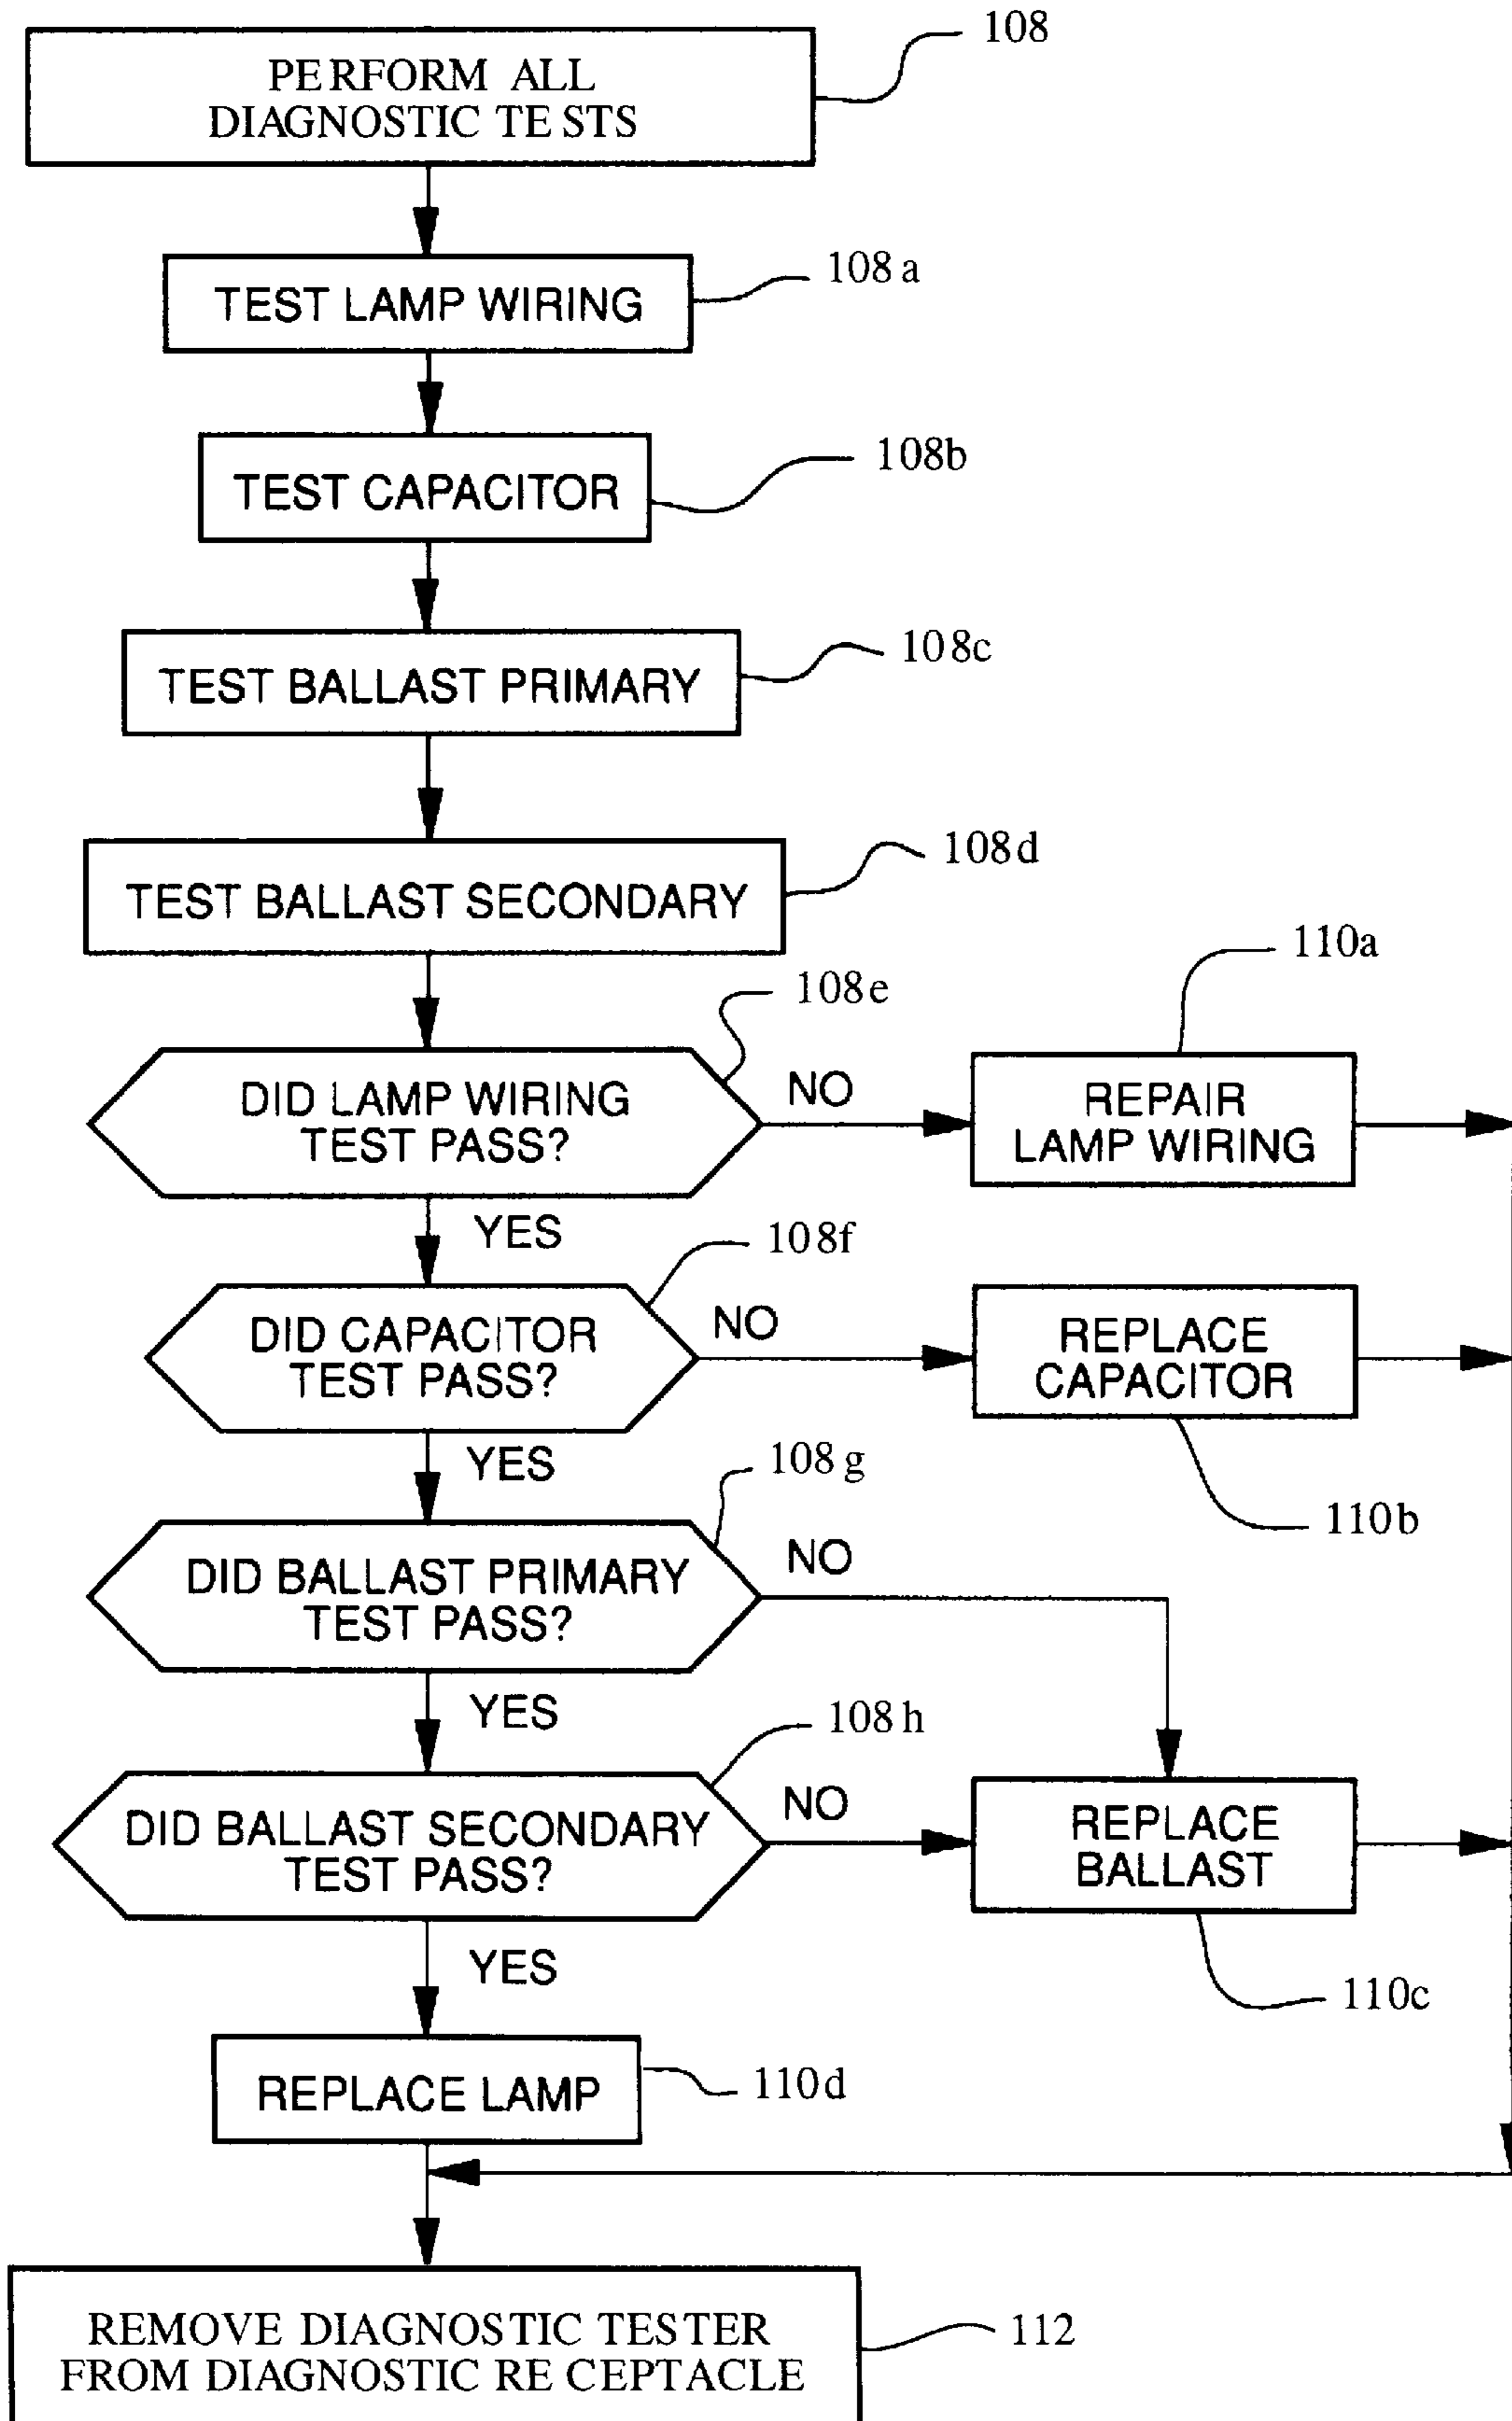 108
PERFORM ALL
DIAGNOSTIC TESTS
108a
TEST LAMP WIRING
108b
TEST CAPACITOR
108c
TEST BALLAST PRIMARY
108d
TEST BALLAST SECONDARY
108e
110a
DID LAMP WIRING
TEST PASS?
NO
REPAIR
LAMP WIRING
YES
108f
DID CAPACITOR
TEST PASS?
NO
REPLACE
CAPACITOR
YES
108g
110b
DID BALLAST PRIMARY
TEST PASS?
NO
YES
108h
DID BALLAST SECONDARY
TEST PASS?
NO
REPLACE
BALLAST
YES
110c
REPLACE LAMP
110d
REMOVE DIAGNOSTIC TESTER
FROM DIAGNOSTIC RECEPTACLE
112